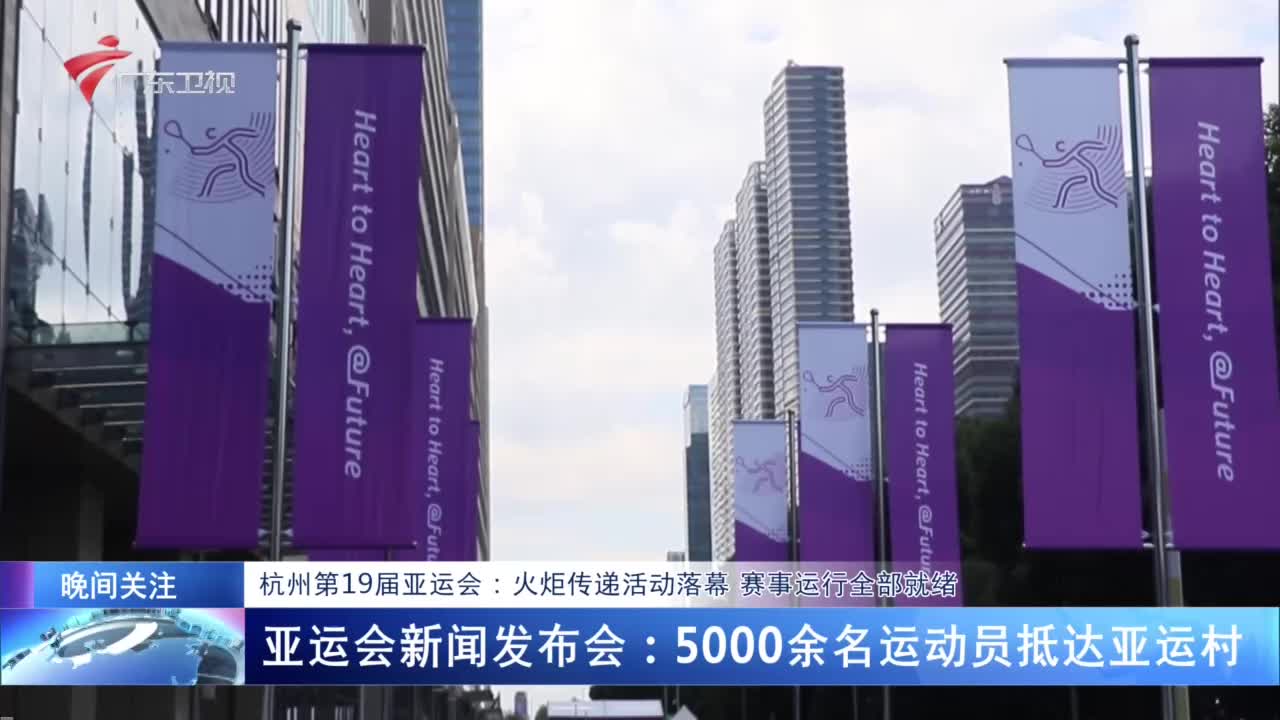 广东卫视
Heart to Heart, @Future
Heart to Heart, @Futu
Heart to Heart, @Future
Heart to Heart, @Future
晚间关注
杭州第19届亚运会：火炬传递活动落幕 赛事运行全部就绪
亚运会新闻发布会：5000余名运动员抵达亚运村